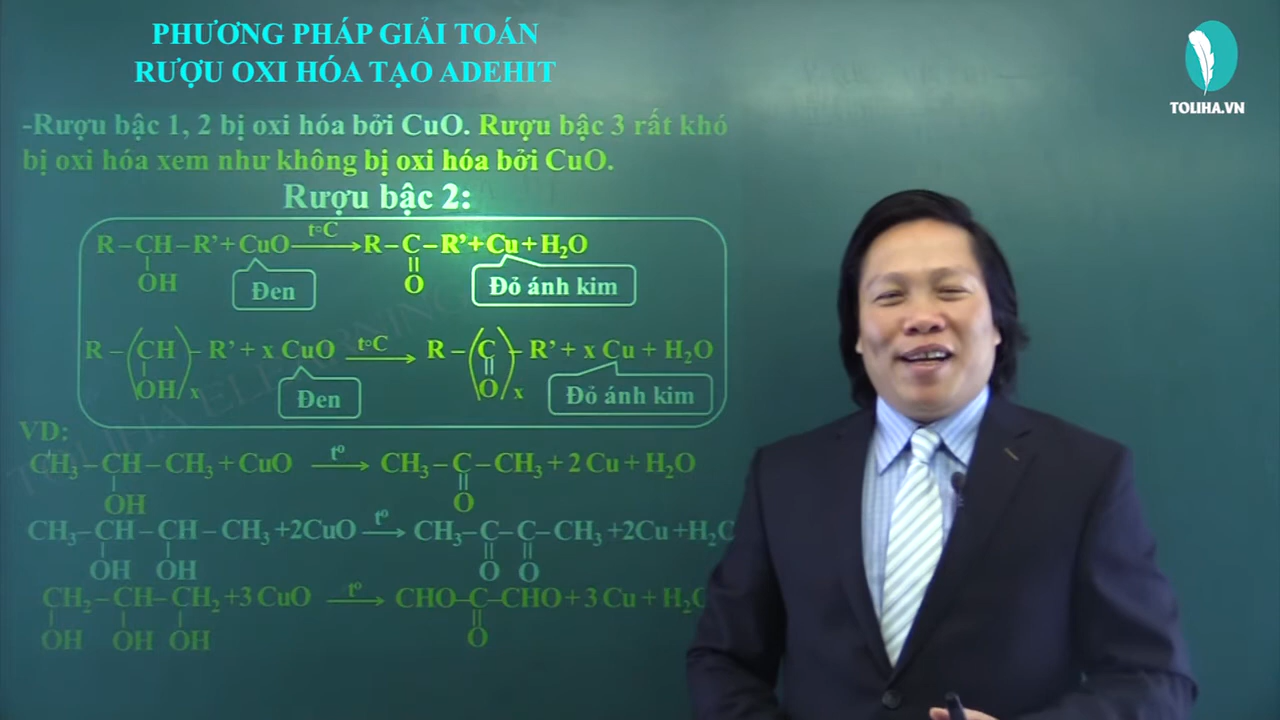 PHƯƠNG PHÁP GIẢI TOÁN
RƯỢU OXI HÓA TẠO ADEHIT
TOLIHA.VN
-Rượu bậc 1, 2 bị oxi hóa bởi CuO. Rượu bậc 3 rất khó
bị oxi hóa xem như không bị oxi hóa bởi CuO.
Rượu bậc 2:
R – CH – R’ + CuO t°C → R – C – R’ + Cu + H₂O
OH O
Đen Đỏ ánh kim
R – ( CH ) – R’ + x CuO t°C → R – ( C ) – R’ + x Cu + H₂O
OH x O x
Đen Đỏ ánh kim
TOLIHA ELEARNING
VD:
CH₃ – CH – CH₃ + CuO t° → CH₃ – C – CH₃ + 2 Cu + H₂O
OH O
CH₃ – CH – CH – CH₃ +2CuO t° → CH₃ – C – C – CH₃ +2Cu +H₂O
OH OH O O
CH₂ – CH – CH₂ +3 CuO t° → CHO – C – CHO + 3 Cu + H₂O
OH OH OH O